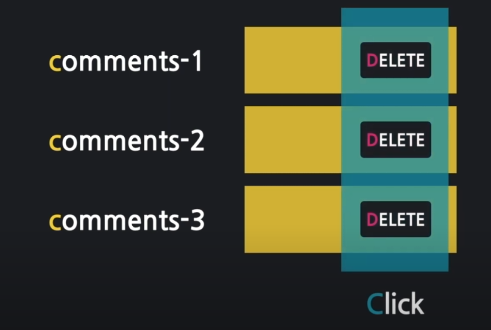 comments-1
DELETE
comments-2
DELETE
comments-3
DELETE
Click